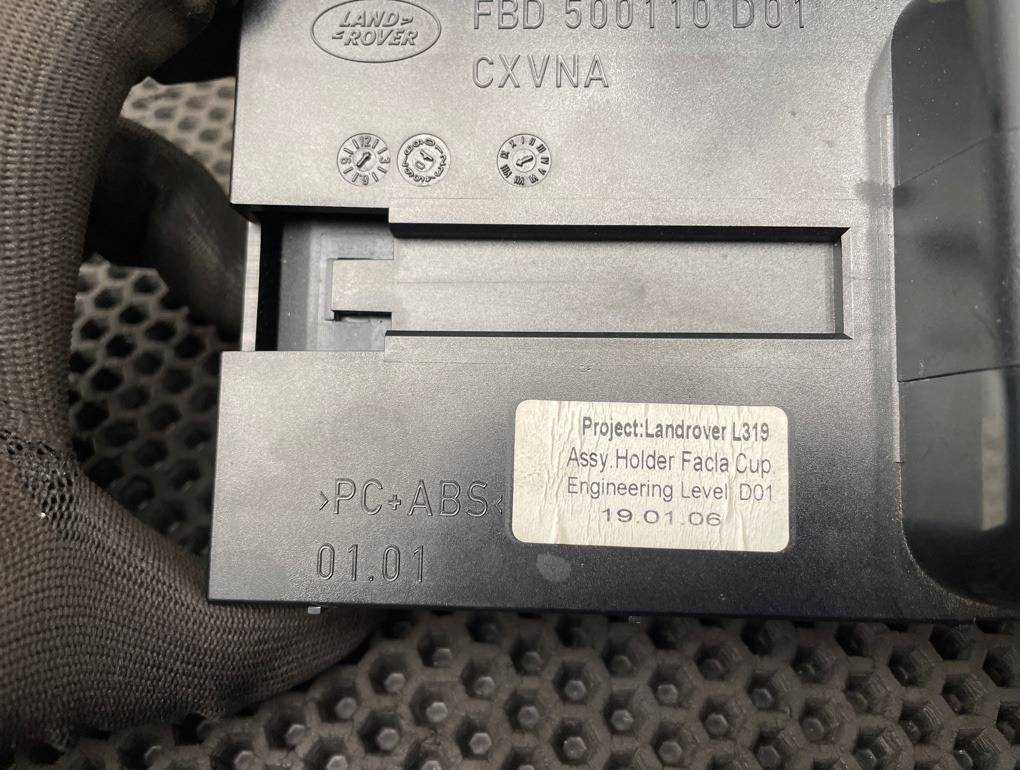 LAND-
-ROVER
FBD 500110 D01
CXVNA
>PC+ABS<
01.01
Project:Landrover L319
Assy.Holder Facla Cup
Engineering Level D01
19.01.06